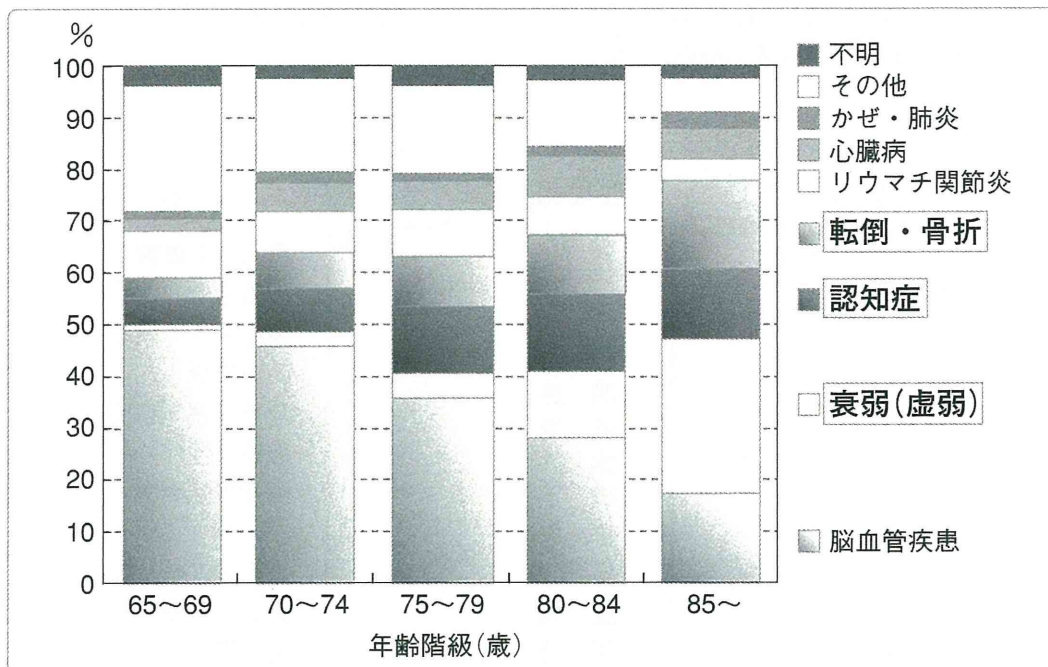 %
100
90
80
70
60
50
40
30
20
10
0
65〜69
70〜74
75〜79
80〜84
85〜
年齢階級(歳)
不明
その他
かぜ・肺炎
心臓病
リウマチ関節炎
転倒・骨折
認知症
衰弱(虚弱)
脳血管疾患